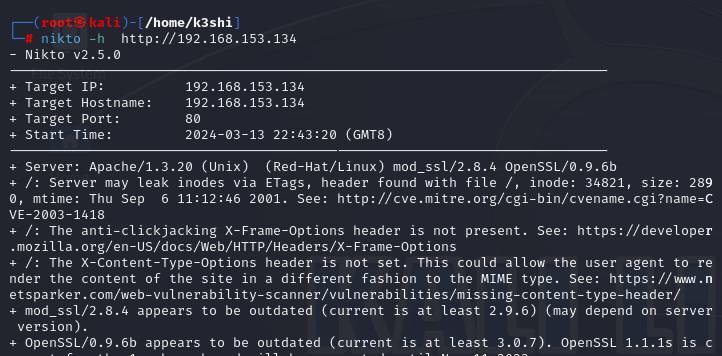 ┌──(root㉿kali)-[/home/k3shi]
└─# nikto -h  http://192.168.153.134
- Nikto v2.5.0
---------------------------------------------------------------------------
+ Target IP:          192.168.153.134
+ Target Hostname:    192.168.153.134
+ Target Port:        80
+ Start Time:         2024-03-13 22:43:20 (GMT8)
---------------------------------------------------------------------------
+ Server: Apache/1.3.20 (Unix)  (Red-Hat/Linux) mod_ssl/2.8.4 OpenSSL/0.9.6b
+ /: Server may leak inodes via ETags, header found with file /, inode: 34821, size: 289
0, mtime: Thu Sep  6 11:12:46 2001. See: http://cve.mitre.org/cgi-bin/cvename.cgi?name=C
VE-2003-1418
+ /: The anti-clickjacking X-Frame-Options header is not present. See: https://developer
.mozilla.org/en-US/docs/Web/HTTP/Headers/X-Frame-Options
+ /: The X-Content-Type-Options header is not set. This could allow the user agent to re
nder the content of the site in a different fashion to the MIME type. See: https://www.n
etsparker.com/web-vulnerability-scanner/vulnerabilities/missing-content-type-header/
+ mod_ssl/2.8.4 appears to be outdated (current is at least 2.9.6) (may depend on server
 version).
+ OpenSSL/0.9.6b appears to be outdated (current is at least 3.0.7). OpenSSL 1.1.1s is c